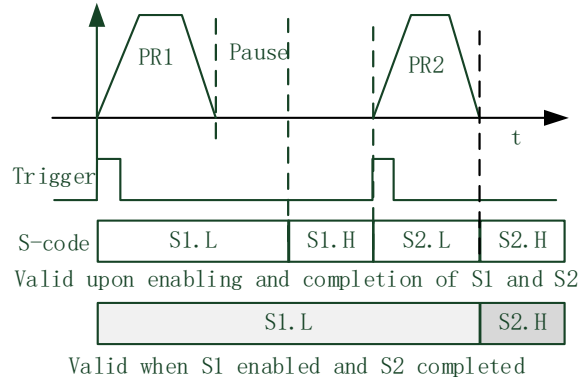 PR1
Pause
PR2
t
Trigger
S-code S1.L S1.H S2.L S2.H
Valid upon enabling and completion of S1 and S2
S1.L S2.H
Valid when S1 enabled and S2 completed